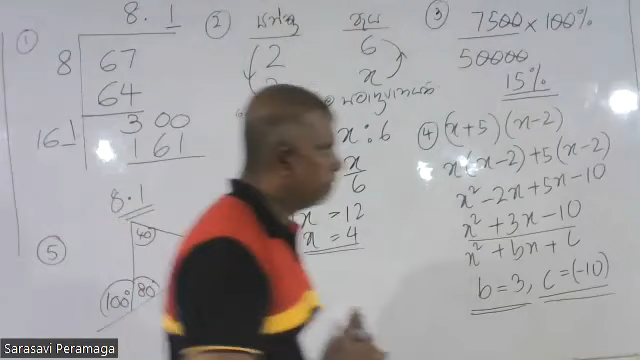 ① 8.1
8 67
64
161 300
161
8.1
②
2
6
x
x : 6
x
6
x = 12
x = 4
③ 7500 x 100%
50000
15%
④ (x+5) (x-2)
x(x-2)+5(x-2)
x²-2x+5x-10
x²+3x-10
x²+bx+c
b=3, c=(-10)
⑤
40
100° 80
Sarasavi Peramaga